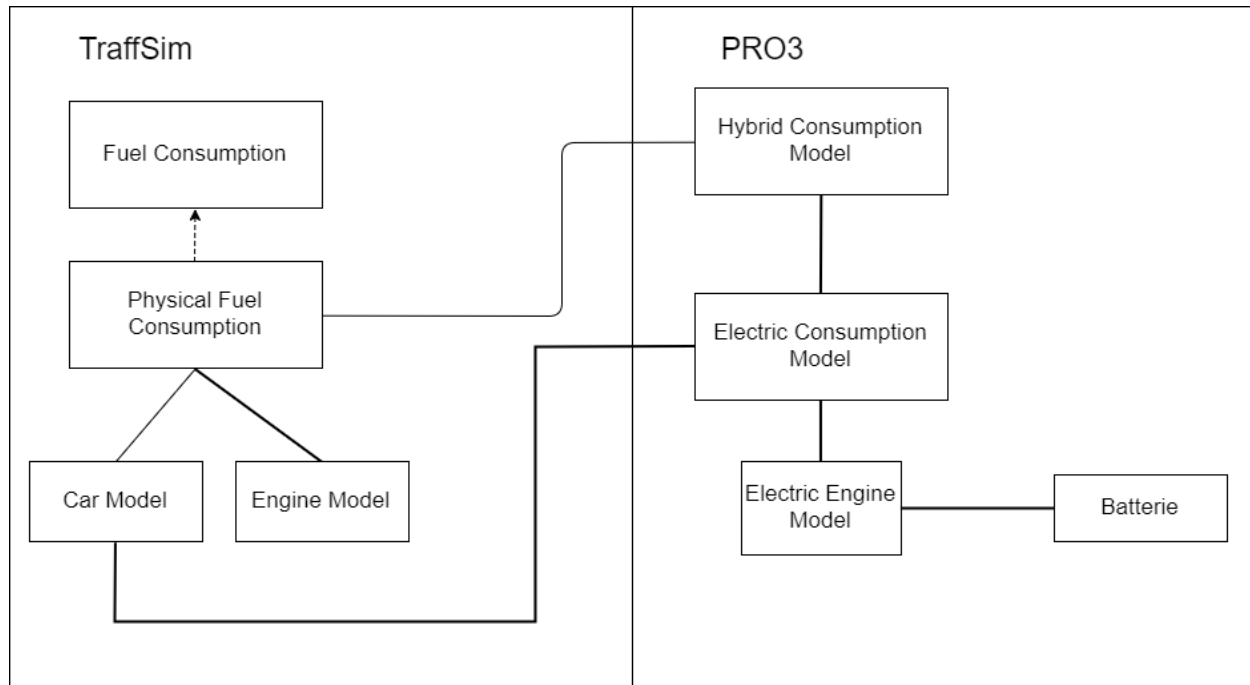 TraffSim
Fuel Consumption
Physical Fuel
Consumption
Car Model
Engine Model
PRO3
Hybrid Consumption
Model
Electric Consumption
Model
Electric Engine
Model
Batterie